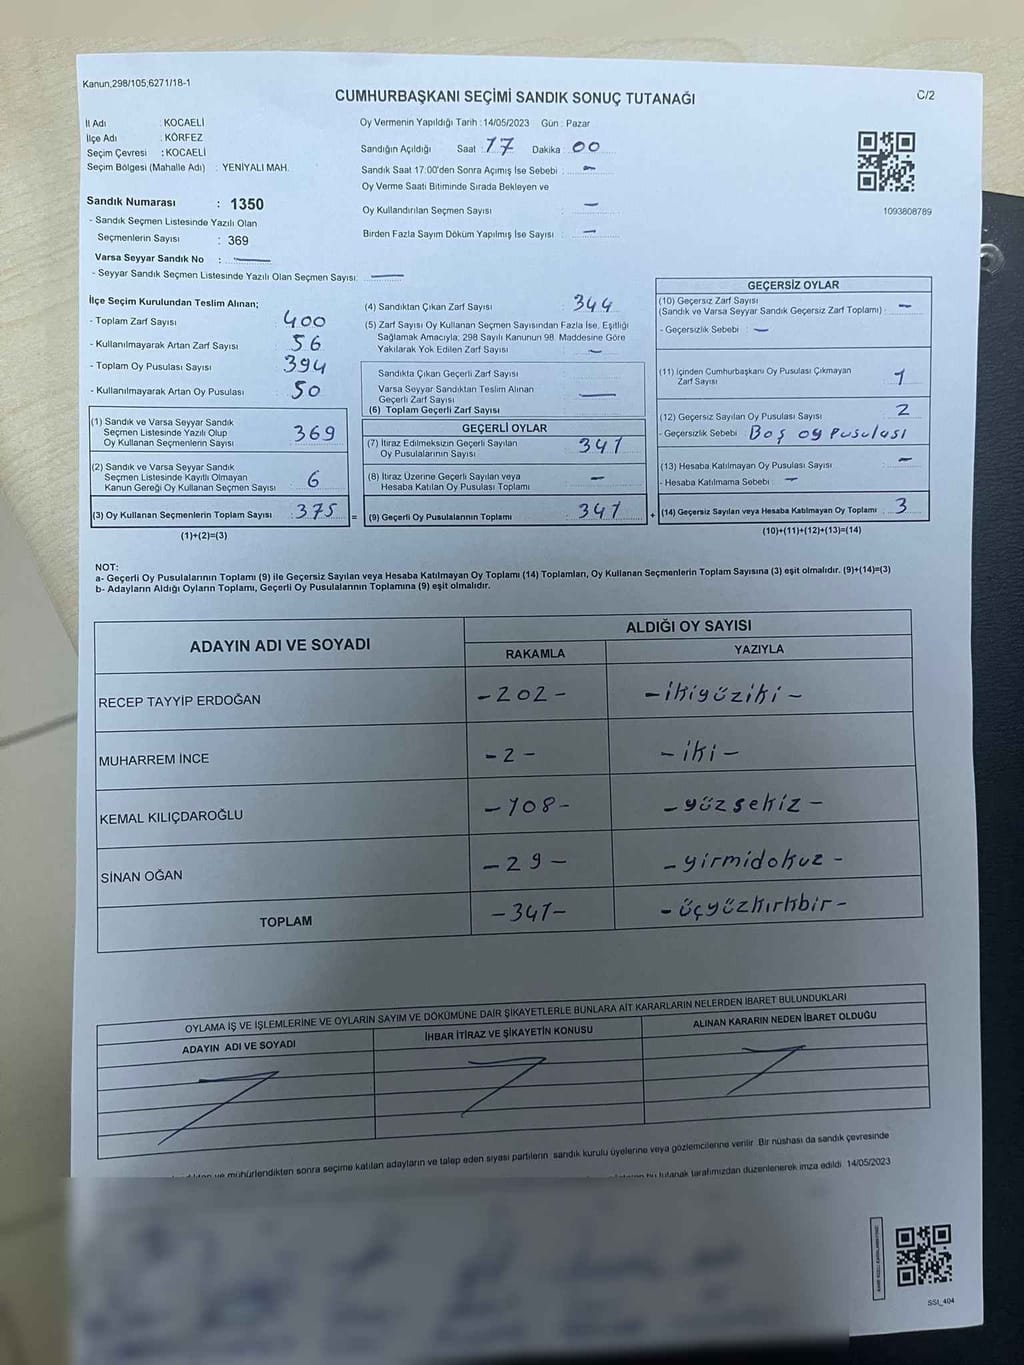 Kanun,298/105,6271/18-1
CUMHURBAŞKANI SEÇİMİ SANDIK SONUÇ TUTANAĞI
C/2
İl Adı : KOCAELİ
İlçe Adı : KÖRFEZ
Seçim Çevresi : KOCAELİ
Seçim Bölgesi (Mahalle Adı) : YENİYALI MAH.
Sandık Numarası : 1350
- Sandık Seçmen Listesinde Yazılı Olan
Seçmenlerin Sayısı : 369
Varsa Seyyar Sandık No : —
- Seyyar Sandık Seçmen Listesinde Yazılı Olan Seçmen Sayısı: —
Oy Vermenin Yapıldığı Tarih : 14/05/2023 Gün : Pazar
Sandığın Açıldığı Saat : 17 Dakika : 00
Sandık Saat 17:00'den Sonra Açımış İse Sebebi : —
Oy Verme Saati Bitiminde Sırada Bekleyen ve
Oy Kullandırılan Seçmen Sayısı : —
Birden Fazla Sayım Döküm Yapılmış İse Sayısı : —
1093808789
İlçe Seçim Kurulundan Teslim Alınan;
- Toplam Zarf Sayısı : 400
- Kullanılmayarak Artan Zarf Sayısı : 56
- Toplam Oy Pusulası Sayısı : 394
- Kullanılmayarak Artan Oy Pusulası : 50
(1) Sandık ve Varsa Seyyar Sandık
Seçmen Listesinde Yazılı Olup
Oy Kullanan Seçmenlerin Sayısı : 369
(2) Sandık ve Varsa Seyyar Sandık
Seçmen Listesinde Kayıtlı Olmayan
Kanun Gereği Oy Kullanan Seçmen Sayısı : 6
(3) Oy Kullanan Seçmenlerin Toplam Sayısı : 375 =
(1)+(2)=(3)
(4) Sandıktan Çıkan Zarf Sayısı : 344
(5) Zarf Sayısı Oy Kullanan Seçmen Sayısından Fazla İse, Eşitliği
Sağlamak Amacıyla; 298 Sayılı Kanunun 98. Maddesine Göre
Yakılarak Yok Edilen Zarf Sayısı : —
Sandıkta Çıkan Geçerli Zarf Sayısı :
Varsa Seyyar Sandıktan Teslim Alınan
Geçerli Zarf Sayısı : —
(6) Toplam Geçerli Zarf Sayısı
GEÇERLİ OYLAR
(7) İtiraz Edilmeksizin Geçerli Sayılan
Oy Pusulalarının Sayısı : 341
(8) İtiraz Üzerine Geçerli Sayılan veya
Hesaba Katılan Oy Pusulası Toplamı : —
(9) Geçerli Oy Pusulalarının Toplamı : 341 +
GEÇERSİZ OYLAR
(10) Geçersiz Zarf Sayısı
(Sandık ve Varsa Seyyar Sandık Geçersiz Zarf Toplamı) : —
- Geçersizlik Sebebi : —
(11) İçinden Cumhurbaşkanı Oy Pusulası Çıkmayan
Zarf Sayısı : 1
(12) Geçersiz Sayılan Oy Pusulası Sayısı : 2
- Geçersizlik Sebebi : Boş oy Pusulası
(13) Hesaba Katılmayan Oy Pusulası Sayısı : —
- Hesaba Katılmama Sebebi : —
(14) Geçersiz Sayılan veya Hesaba Katılmayan Oy Toplamı : 3
(10)+(11)+(12)+(13)=(14)
NOT:
a- Geçerli Oy Pusulalarının Toplamı (9) ile Geçersiz Sayılan veya Hesaba Katılmayan Oy Toplamı (14) Toplamları, Oy Kullanan Seçmenlerin Toplam Sayısına (3) eşit olmalıdır. (9)+(14)=(3)
b- Adayların Aldığı Oyların Toplamı, Geçerli Oy Pusulalarının Toplamına (9) eşit olmalıdır.
ADAYIN ADI VE SOYADI
ALDIĞI OY SAYISI
RAKAMLA YAZIYLA
RECEP TAYYİP ERDOĞAN -202- -ikiyüziki-
MUHARREM İNCE -2- -iki-
KEMAL KILIÇDAROĞLU -108- -yüzsekiz-
SİNAN OĞAN -29- -yirmidokuz-
TOPLAM -341- -üçyüzkırkbir-
OYLAMA İŞ VE İŞLEMLERİNE VE OYLARIN SAYIM VE DÖKÜMÜNE DAİR ŞİKAYETLERLE BUNLARA AİT KARARLARIN NELERDEN İBARET BULUNDUKLARI
ADAYIN ADI VE SOYADI İHBAR İTİRAZ VE ŞİKAYETİN KONUSU ALINAN KARARIN NEDEN İBARET OLDUĞU
ve mühürlendikten sonra seçime katılan adayların ve talep eden siyasi partilerin sandık kurulu üyelerine veya gözlemcilerine verilir. Bir nüshası da sandık çevresinde
bu tutanak tarafımızdan düzenlenerek imza edildi. 14/05/2023
SSI_404